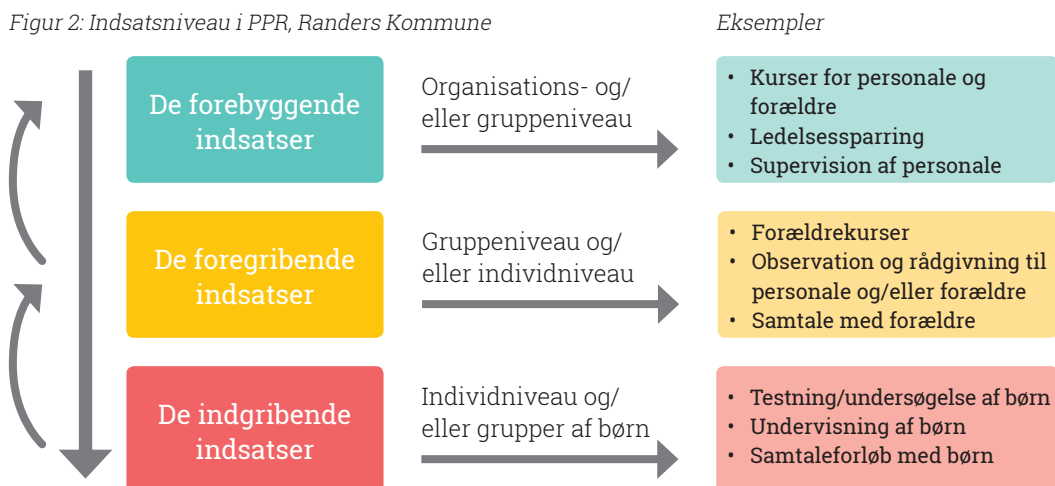 Figur 2: Indsatsniveau i PPR, Randers Kommune
Eksempler
De forebyggende
indsatser
Organisations- og/
eller gruppeniveau
• Kurser for personale og
forældre
• Ledelsessparring
• Supervision af personale
De foregribende
indsatser
Gruppeniveau og/
eller individniveau
• Forældrekurser
• Observation og rådgivning til
personale og/eller forældre
• Samtale med forældre
De indgribende
indsatser
Individniveau og/
eller grupper af børn
• Testning/undersøgelse af børn
• Undervisning af børn
• Samtaleforløb med børn